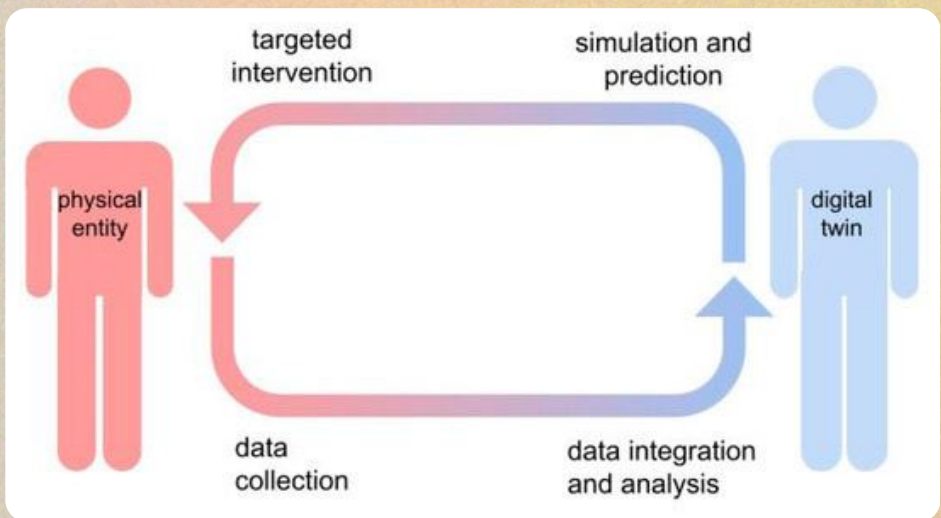 targeted
intervention
simulation and
prediction
physical
entity
digital
twin
data
collection
data integration
and analysis